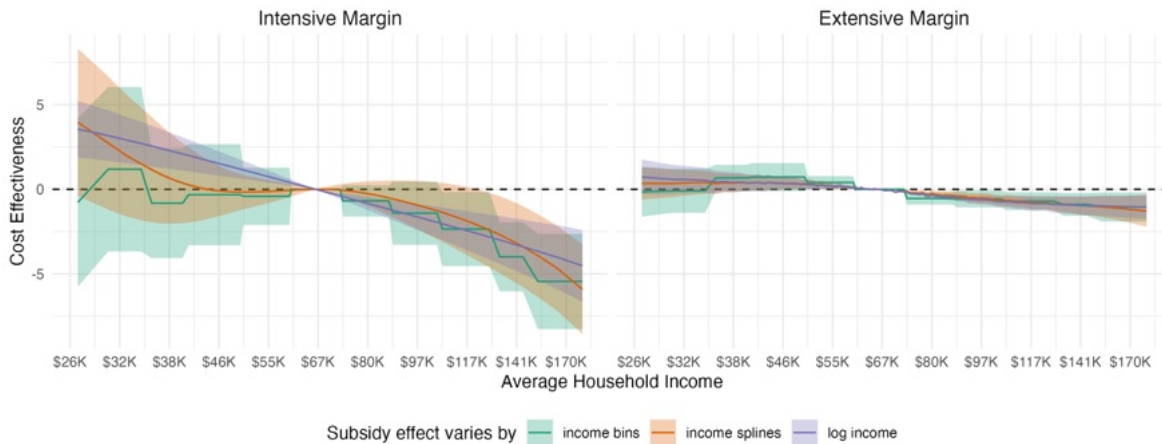 Intensive Margin
Extensive Margin
Cost Effectiveness
5
0
-5
$26K $32K $38K $46K $55K $67K $80K $97K $117K $141K $170K
$26K $32K $38K $46K $55K $67K $80K $97K $117K $141K $170K
Average Household Income
Subsidy effect varies by income bins income splines log income